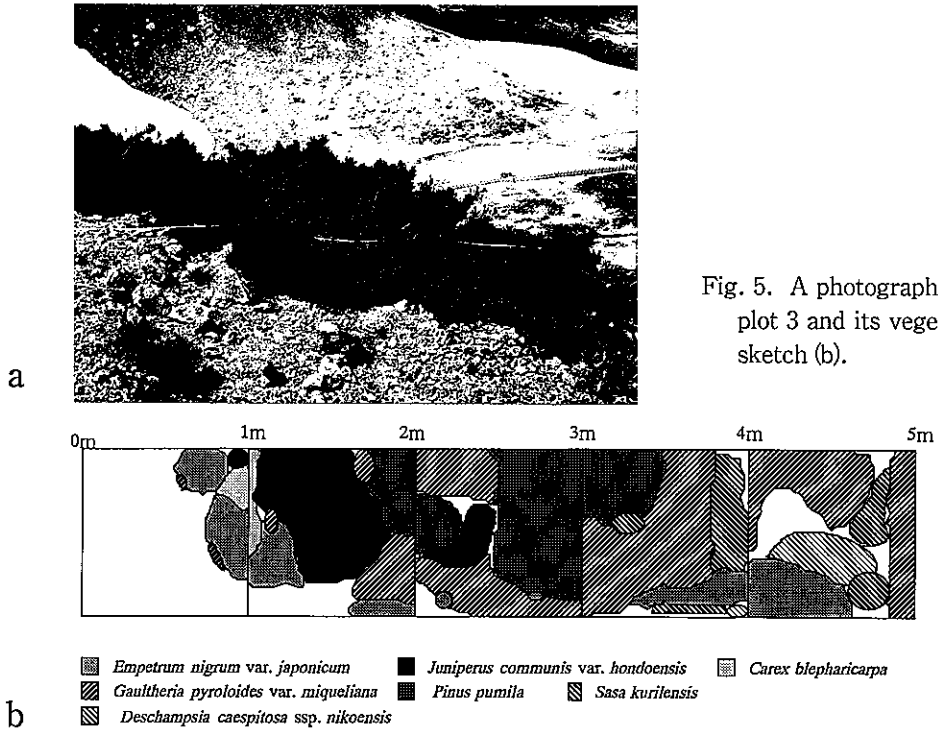 Fig. 5. A photograph
plot 3 and its vege
sketch (b).
a
0m 1m 2m 3m 4m 5m
Empetrum nigrum var. japonicum Juniperus communis var. hondoensis Carex blepharicarpa
Gaultheria pyroloides var. miqueliana Pinus pumila Sasa kurilensis
Deschampsia caespitosa ssp. nikoensis
b